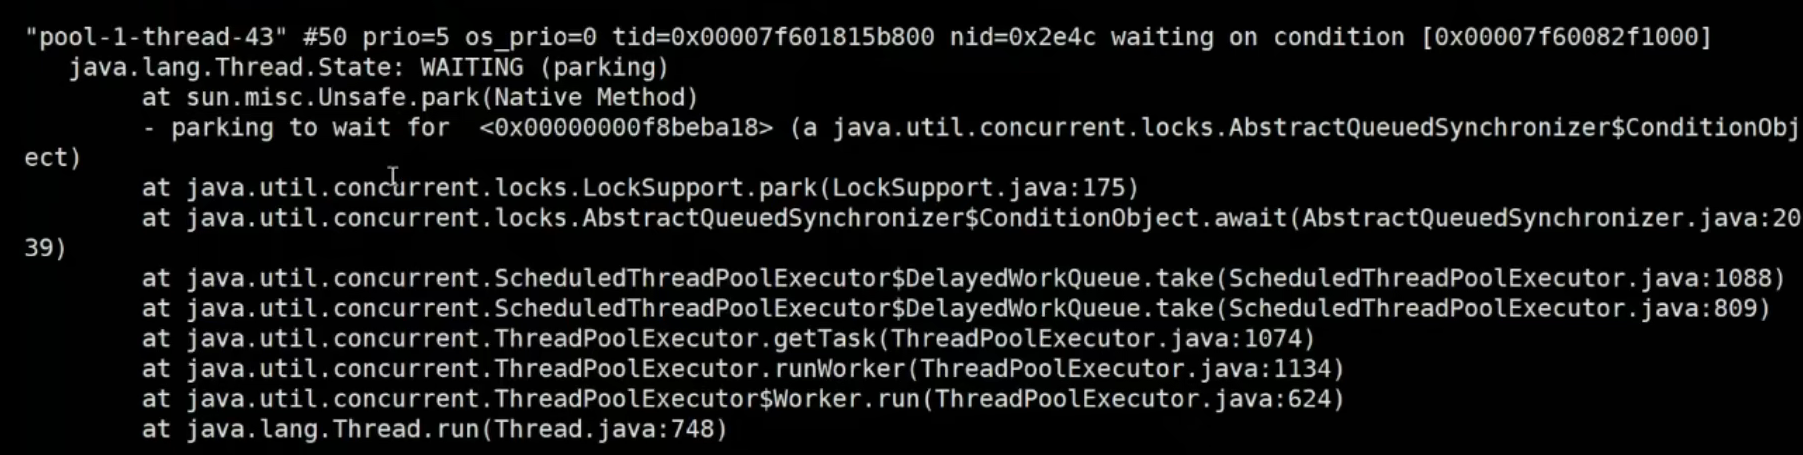 "pool-1-thread-43" #50 prio=5 os_prio=0 tid=0x00007f601815b800 nid=0x2e4c waiting on condition [0x00007f60082f1000]
   java.lang.Thread.State: WAITING (parking)
        at sun.misc.Unsafe.park(Native Method)
        - parking to wait for  <0x00000000f8beba18> (a java.util.concurrent.locks.AbstractQueuedSynchronizer$ConditionObj
ect)
        at java.util.concurrent.locks.LockSupport.park(LockSupport.java:175)
        at java.util.concurrent.locks.AbstractQueuedSynchronizer$ConditionObject.await(AbstractQueuedSynchronizer.java:20
39)
        at java.util.concurrent.ScheduledThreadPoolExecutor$DelayedWorkQueue.take(ScheduledThreadPoolExecutor.java:1088)
        at java.util.concurrent.ScheduledThreadPoolExecutor$DelayedWorkQueue.take(ScheduledThreadPoolExecutor.java:809)
        at java.util.concurrent.ThreadPoolExecutor.getTask(ThreadPoolExecutor.java:1074)
        at java.util.concurrent.ThreadPoolExecutor.runWorker(ThreadPoolExecutor.java:1134)
        at java.util.concurrent.ThreadPoolExecutor$Worker.run(ThreadPoolExecutor.java:624)
        at java.lang.Thread.run(Thread.java:748)